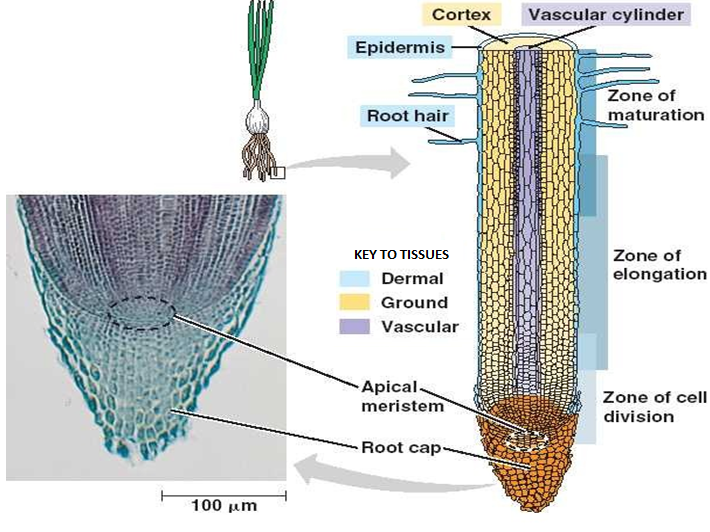 Cortex
Vascular cylinder
Epidermis
Root hair
Zone of
maturation
Zone of
elongation
KEY TO TISSUES
Dermal
Ground
Vascular
Apical
meristem
Zone of cell
division
Root cap
100 μm